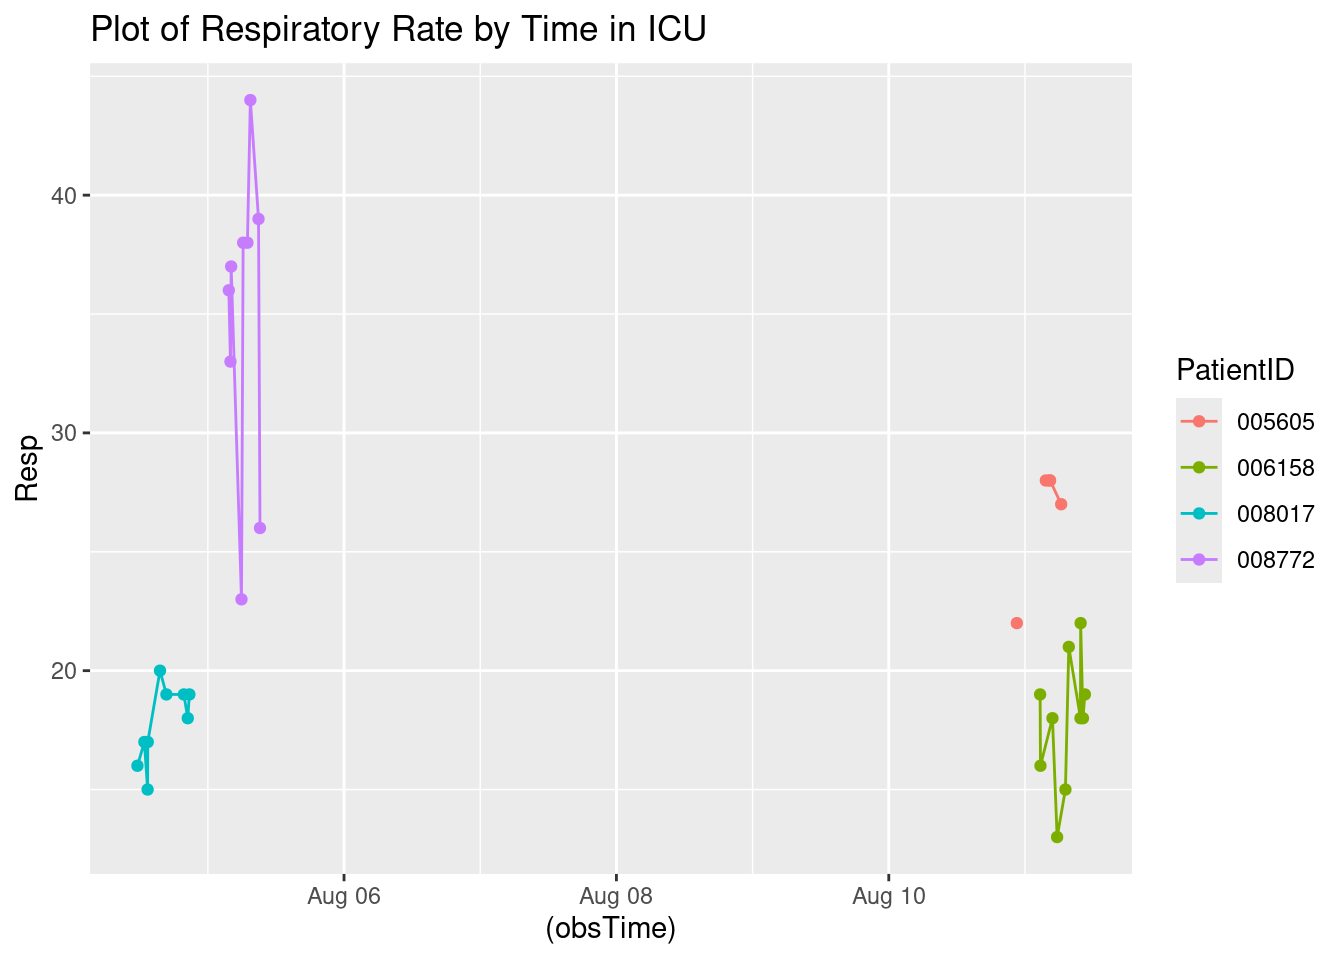 Plot of Respiratory Rate by Time in ICU
40
30
20
Resp
Aug 06
Aug 08
Aug 10
(obsTime)
PatientID
005605
006158
008017
008772